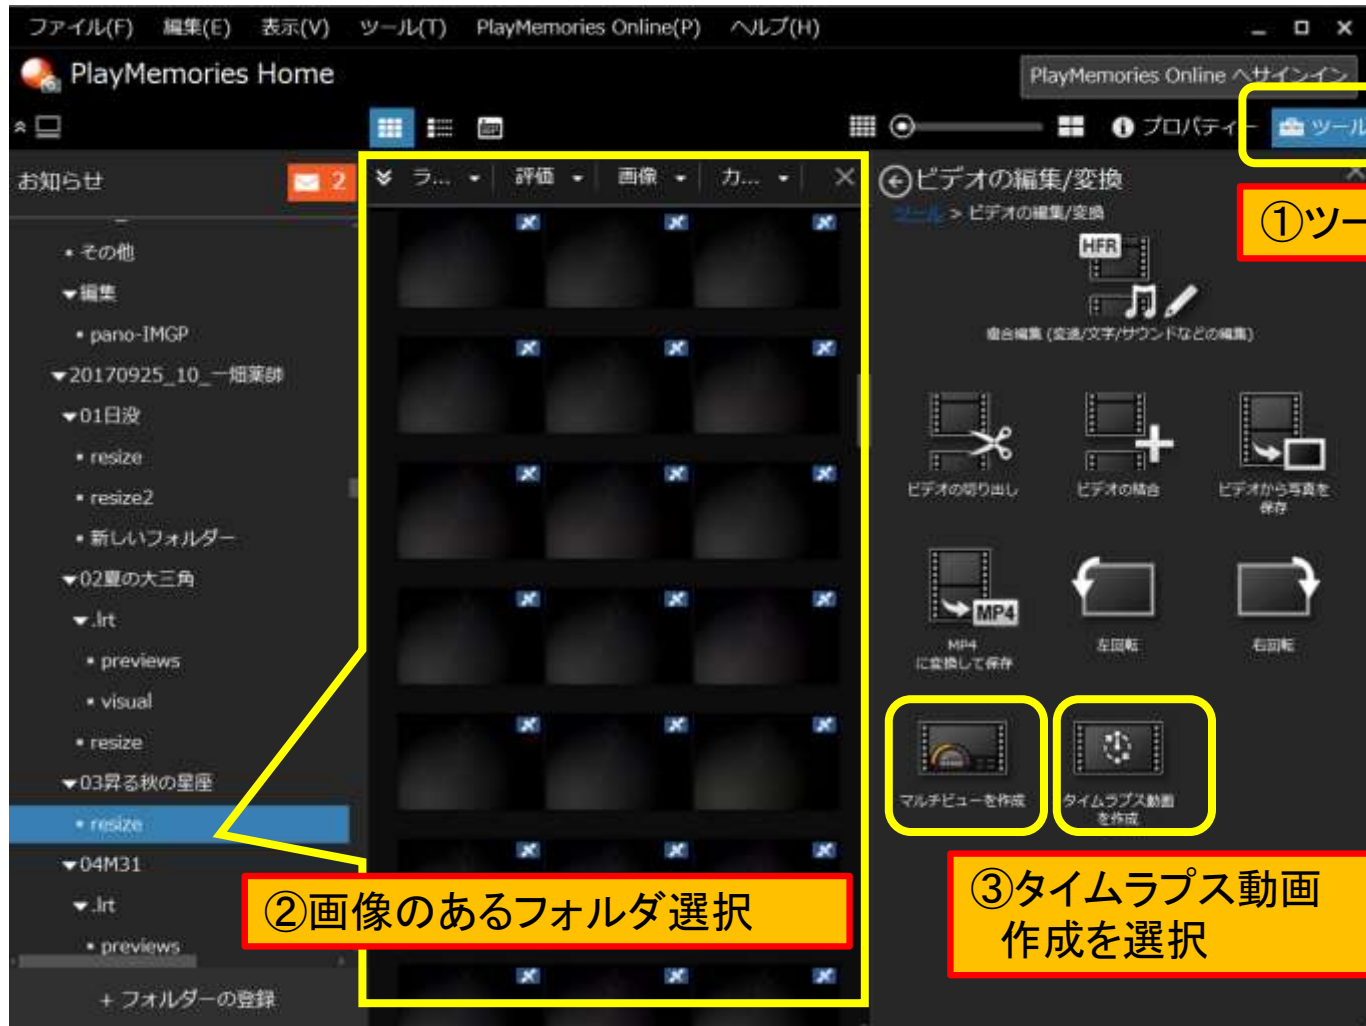 ファイル(F) 編集(E) 表示(V) ツール(T) PlayMemories Online(P) ヘルプ(H)
PlayMemories Home
PlayMemories Online へサインイン
プロパティー ツール
お知らせ 2
ラ... 評価 画像 カ...
ビデオの編集/変換
ツール > ビデオの編集/変換
①ツー
その他
編集
pano-IMGP
20170925_10_一畑薬師
01日没
resize
resize2
新しいフォルダー
02夏の大三角
.lrt
previews
visual
resize
03昇る秋の星座
resize
04M31
.lrt
previews
+ フォルダーの登録
HFR
複合編集 (変速/文字/サウンドなどの編集)
ビデオの切り出し
ビデオの結合
ビデオから写真を
保存
MP4
MP4
に変換して保存
左回転
右回転
マルチビューを作成
タイムラプス動画
を作成
②画像のあるフォルダ選択
③タイムラプス動画
作成を選択